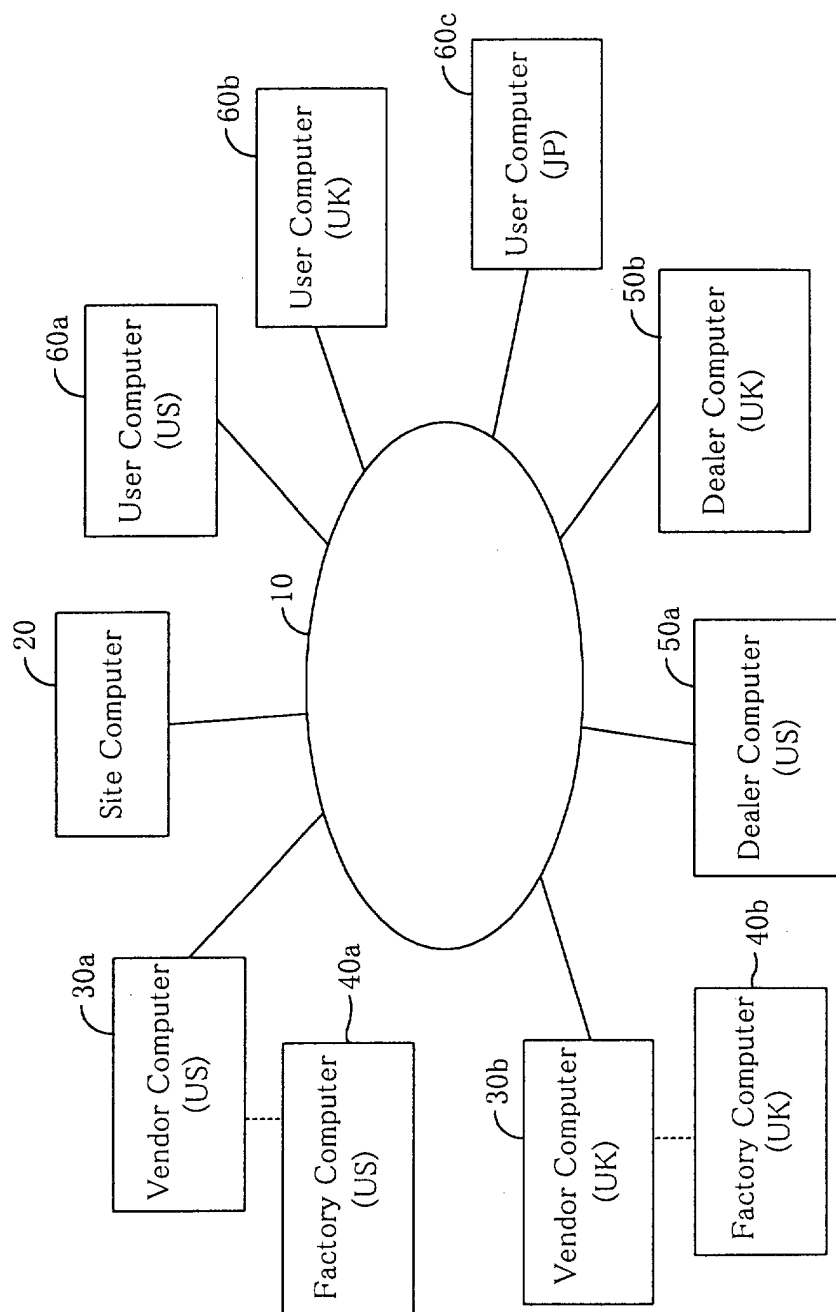 20
Site Computer
60a
User Computer
(US)
60b
User Computer
(UK)
60c
User Computer
(JP)
30a
Vendor Computer
(US)
10
40a
Factory Computer
(US)
30b
Vendor Computer
(UK)
40b
Factory Computer
(UK)
50a
Dealer Computer
(US)
50b
Dealer Computer
(UK)